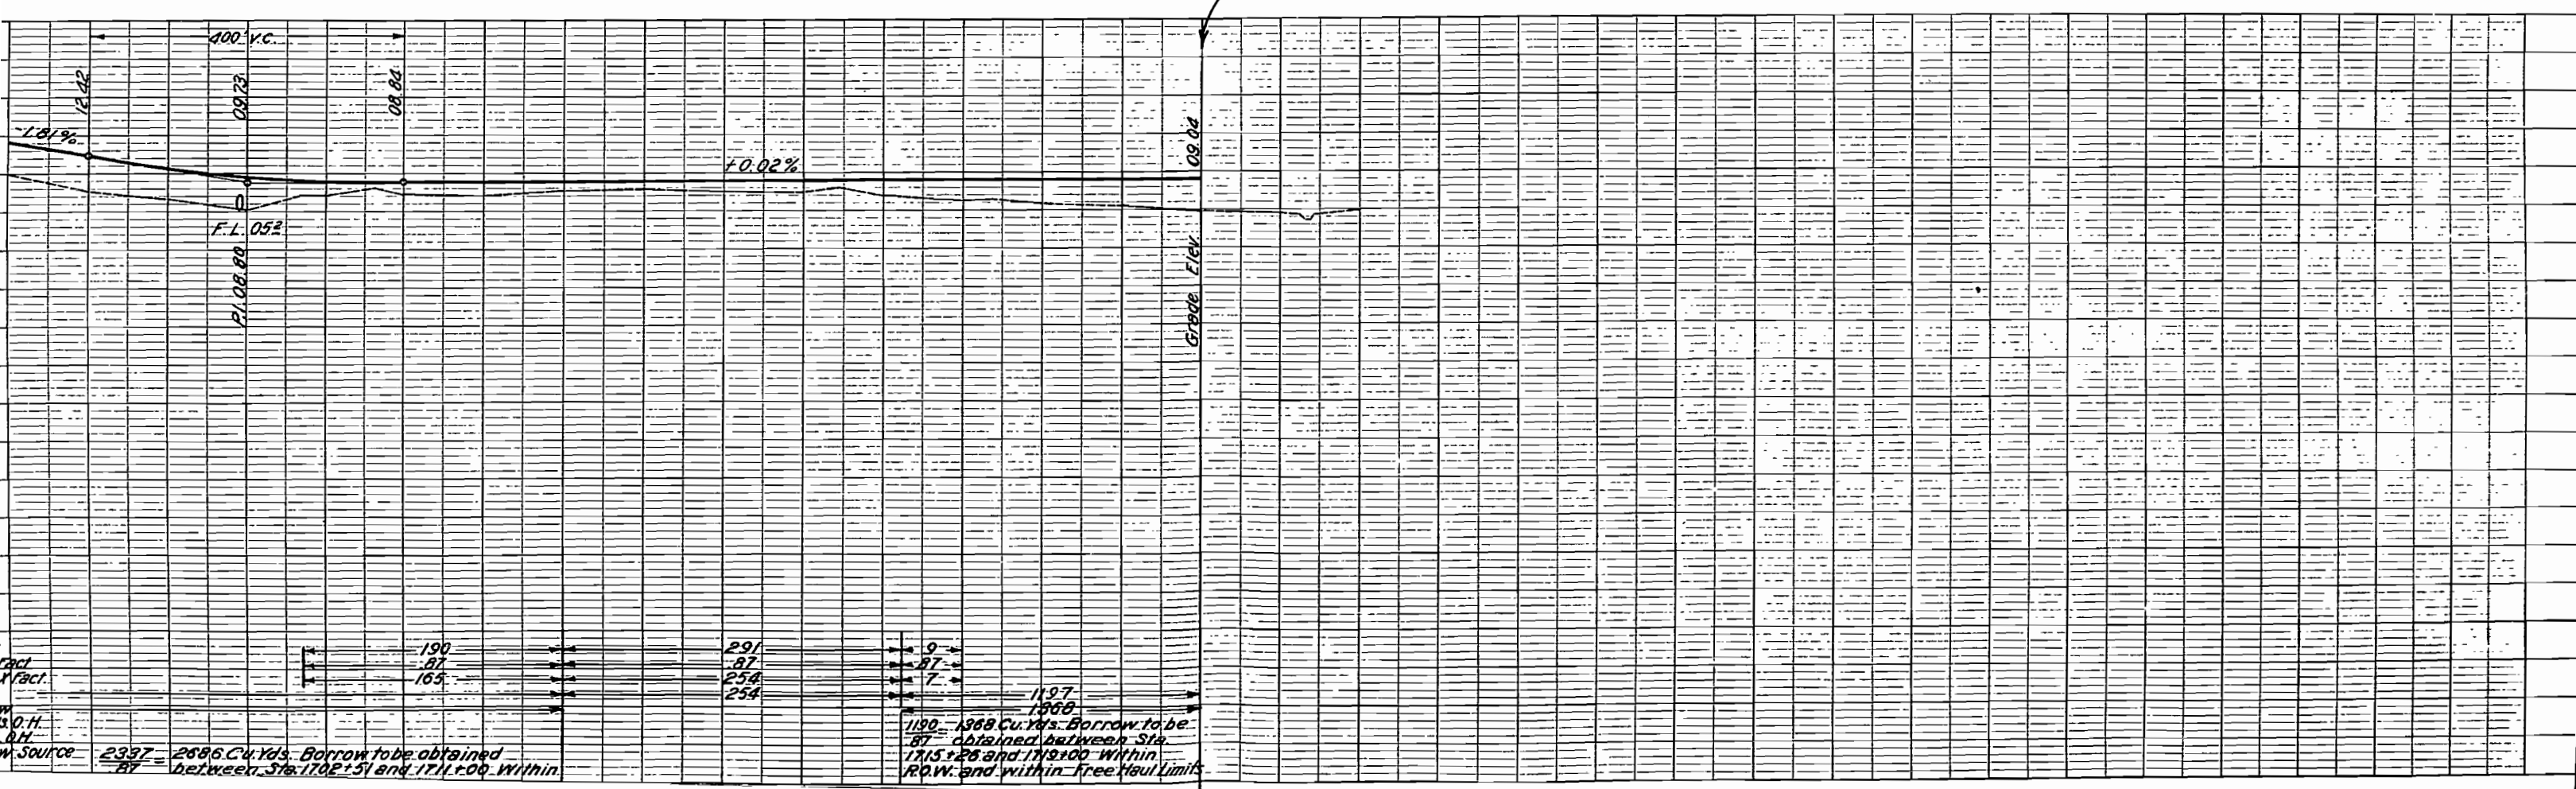 400' V.C.
12.42
09.73
08.84
-1.81%
+0.02%
09.04
Grade Elev.
F.L. 05²
P.I. 08.80
190
291
9
fact
.87
.87
.87
x fact.
165
254
7
254
1197
1368
w
s. O.H.
O.H.
w Source
2337/.87 = 2686 Cu. Yds. Borrow to be obtained
between Sta. 1702+51 and 1711+00 Within
1190/.87 = 1368 Cu. Yds. Borrow to be
obtained between Sta.
1715+26 and 1719+00 Within
R.O.W. and within Free Haul Limits